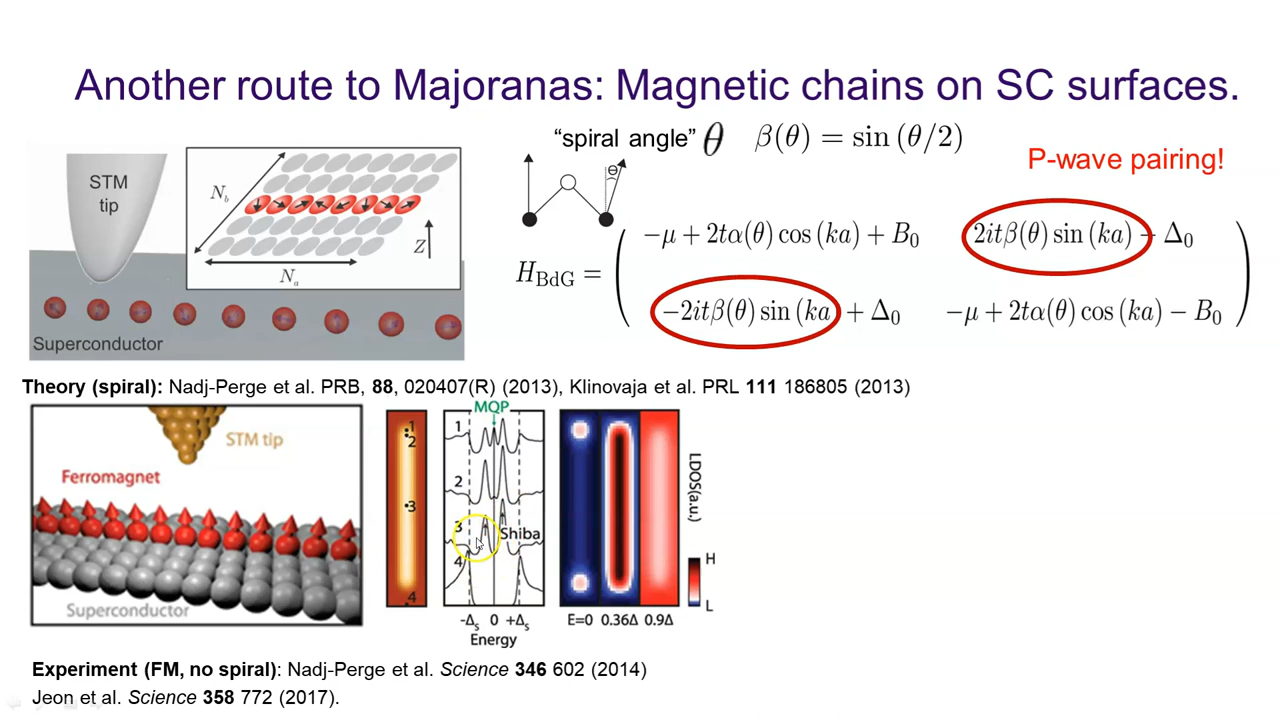 Another route to Majoranas: Magnetic chains on SC surfaces.
STM
tip
N_b
N_a
Z
Superconductor
"spiral angle" θ β(θ) = sin (θ/2)
θ
P-wave pairing!
H_BdG = ( −μ + 2tα(θ) cos (ka) + B_0 2itβ(θ) sin (ka) − Δ_0
−2itβ(θ) sin (ka) + Δ_0 −μ + 2tα(θ) cos (ka) − B_0 )
Theory (spiral): Nadj-Perge et al. PRB, 88, 020407(R) (2013), Klinovaja et al. PRL 111 186805 (2013)
STM tip
Ferromagnet
Superconductor
1
2
3
4
MQP
1
2
3
Shiba
4
-Δ_s 0 +Δ_s
Energy
E=0 0.36Δ 0.9Δ
LDOS(a.u.)
H
L
Experiment (FM, no spiral): Nadj-Perge et al. Science 346 602 (2014)
Jeon et al. Science 358 772 (2017).